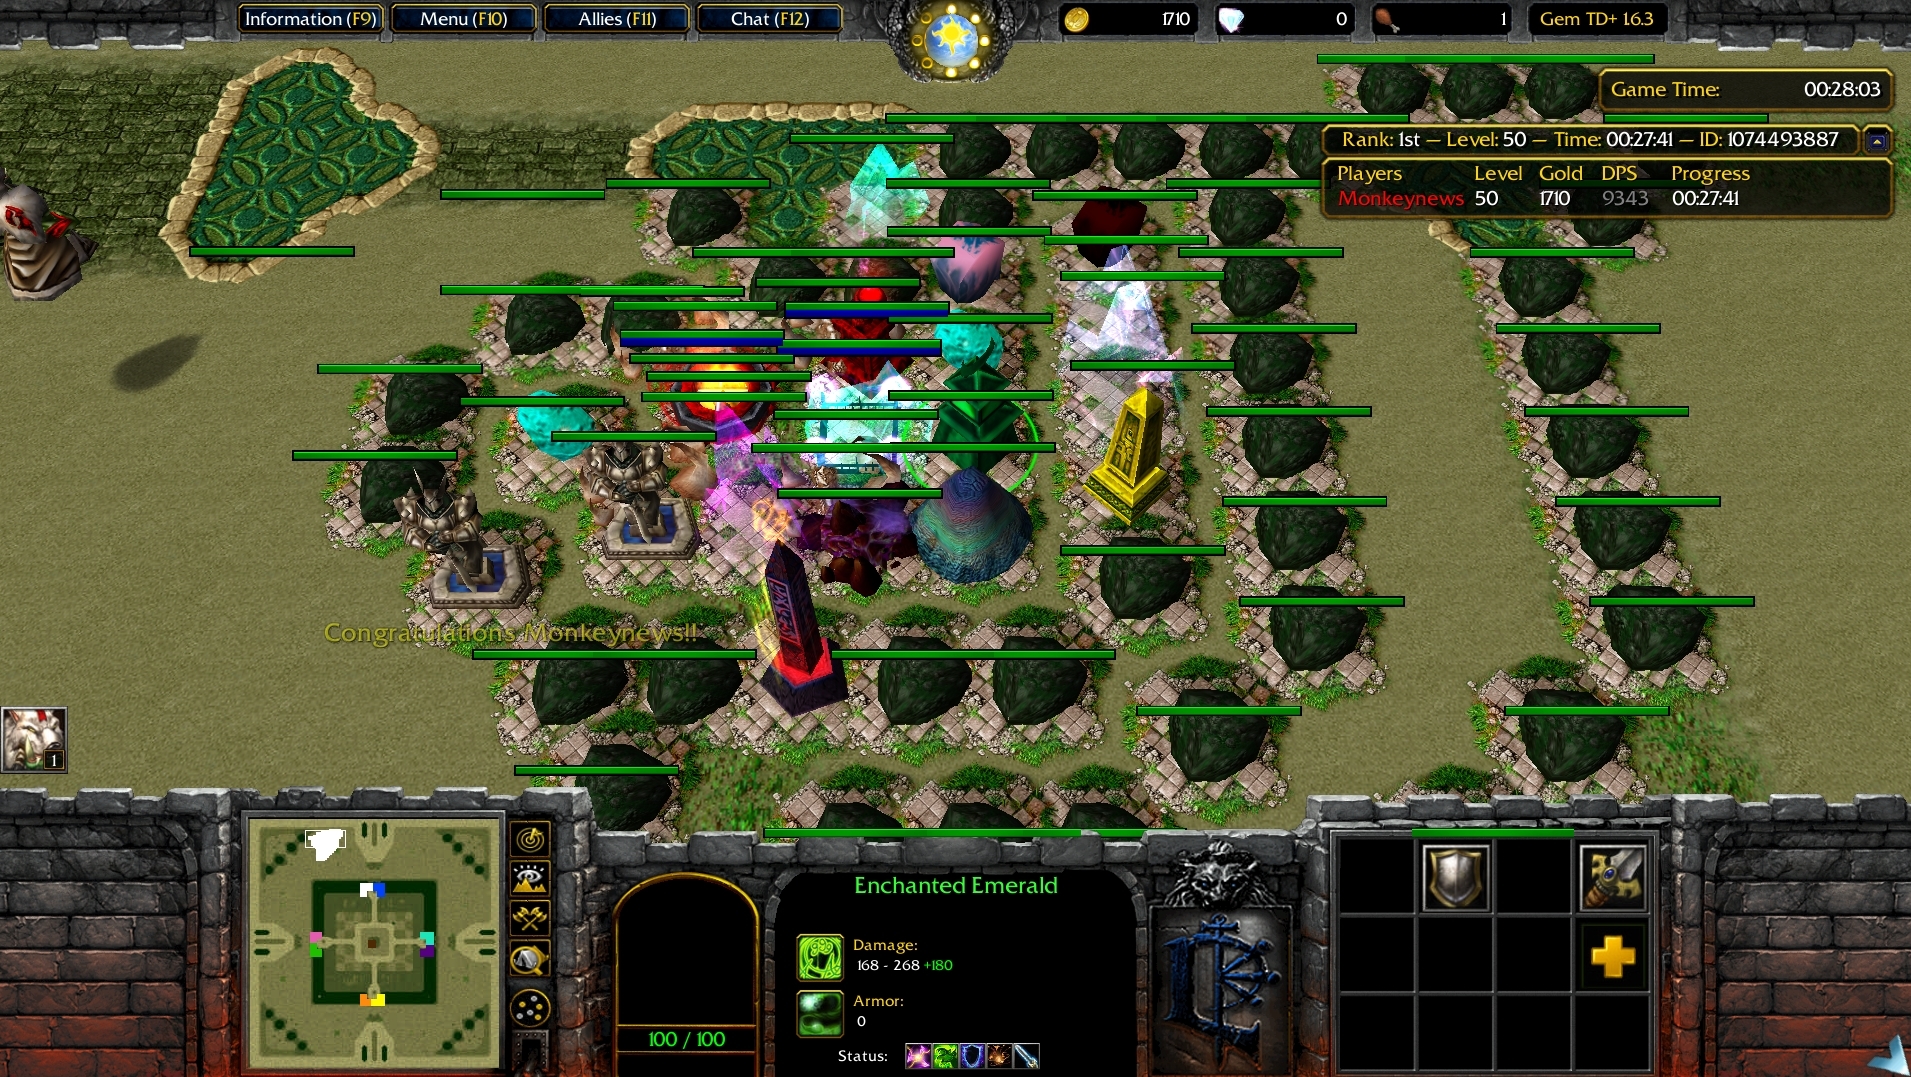 Information (F9) Menu (F10) Allies (F11) Chat (F12) 1710 0 1 Gem TD+ 16.3
Game Time: 00:28:03
Rank: 1st — Level: 50 — Time: 00:27:41 — ID: 1074493887
Players Level Gold DPS Progress
Monkeynews 50 1710 9343 00:27:41
Congratulations Monkeynews!!
1
Enchanted Emerald
Damage:
168 - 268 +180
Armor:
0
100 / 100
Status: